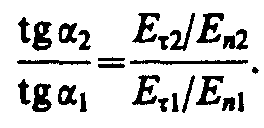 tg α₂ / tg α₁ = (E_τ2 / E_n2) / (E_τ1 / E_n1).